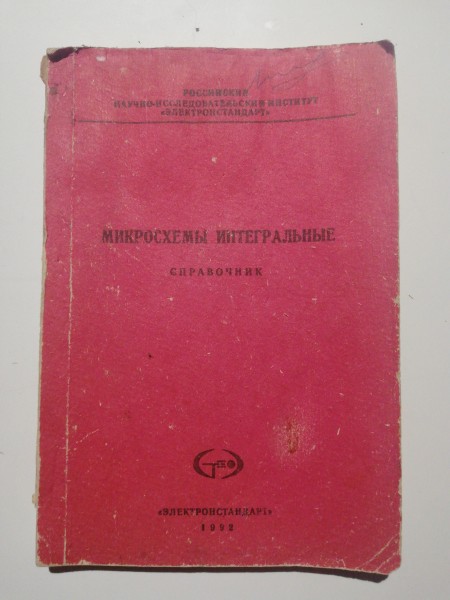 РОССИЙСКИЙ
НАУЧНО-ИССЛЕДОВАТЕЛЬСКИЙ ИНСТИТУТ
«ЭЛЕКТРОНСТАНДАРТ»
МИКРОСХЕМЫ ИНТЕГРАЛЬНЫЕ
СПРАВОЧНИК
«ЭЛЕКТРОНСТАНДАРТ»
1992